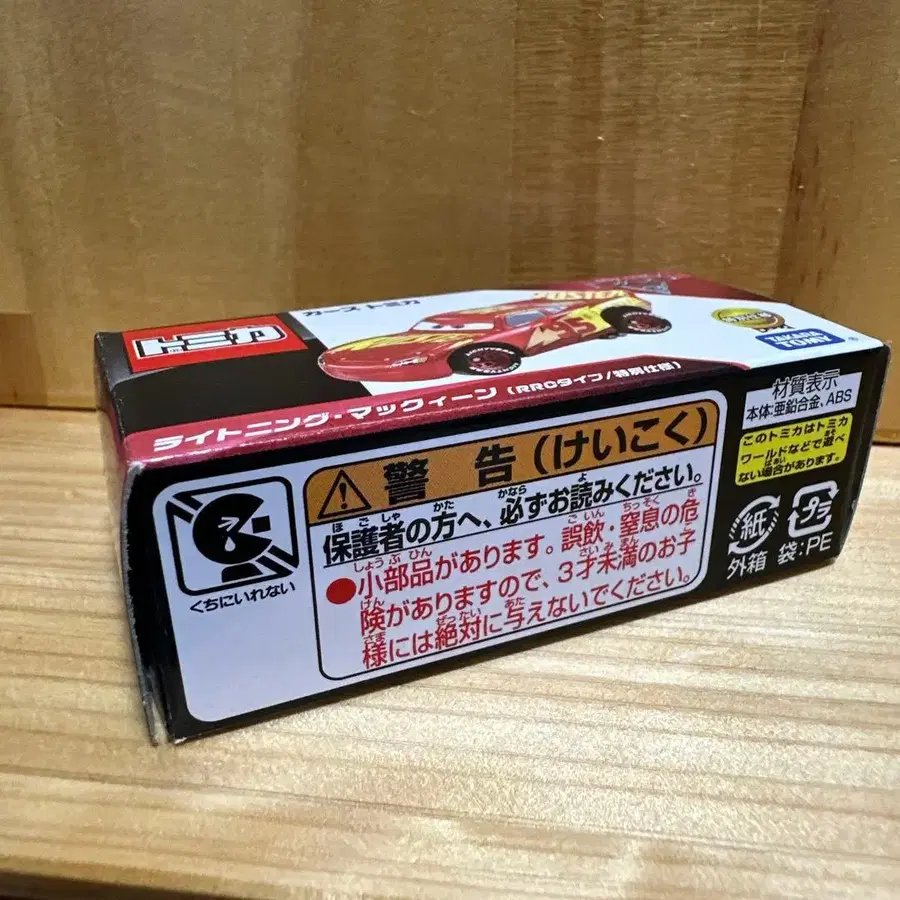 トミカ
カーズ トミカ
ライトニング・マックィーン (RRCタイプ/特別仕様)
TAKARA
TOMY
くちにいれない
警 告 (けいこく)
保護者の方へ、必ずお読みください。
●小部品があります。誤飲・窒息の危
険がありますので、3才未満のお子
様には絶対に与えないでください。
材質表示
本体:亜鉛合金、ABS
このトミカはトミカ
ワールドなどで遊べ
ない場合があります。
紙
外箱
プラ
袋:PE